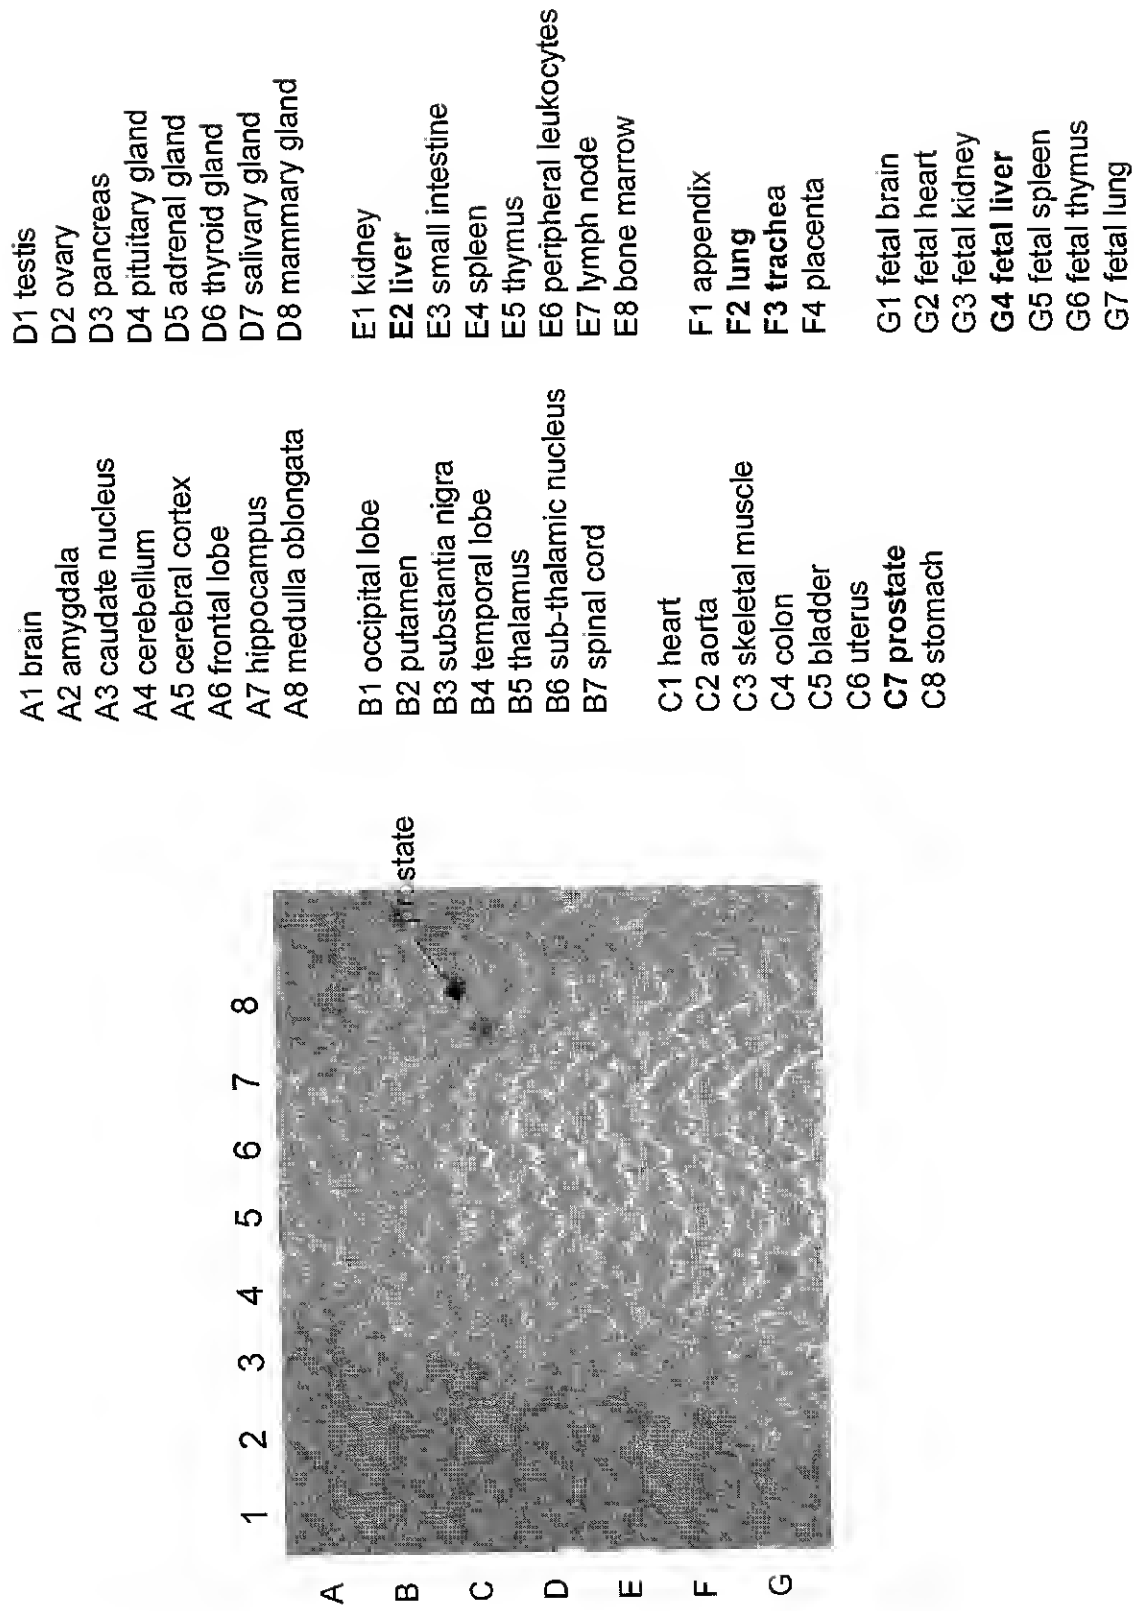 1 2 3 4 5 6 7 8
A
B
C
D
E
F
G
prostate
A1 brain
A2 amygdala
A3 caudate nucleus
A4 cerebellum
A5 cerebral cortex
A6 frontal lobe
A7 hippocampus
A8 medulla oblongata
B1 occipital lobe
B2 putamen
B3 substantia nigra
B4 temporal lobe
B5 thalamus
B6 sub-thalamic nucleus
B7 spinal cord
C1 heart
C2 aorta
C3 skeletal muscle
C4 colon
C5 bladder
C6 uterus
C7 prostate
C8 stomach
D1 testis
D2 ovary
D3 pancreas
D4 pituitary gland
D5 adrenal gland
D6 thyroid gland
D7 salivary gland
D8 mammary gland
E1 kidney
E2 liver
E3 small intestine
E4 spleen
E5 thymus
E6 peripheral leukocytes
E7 lymph node
E8 bone marrow
F1 appendix
F2 lung
F3 trachea
F4 placenta
G1 fetal brain
G2 fetal heart
G3 fetal kidney
G4 fetal liver
G5 fetal spleen
G6 fetal thymus
G7 fetal lung